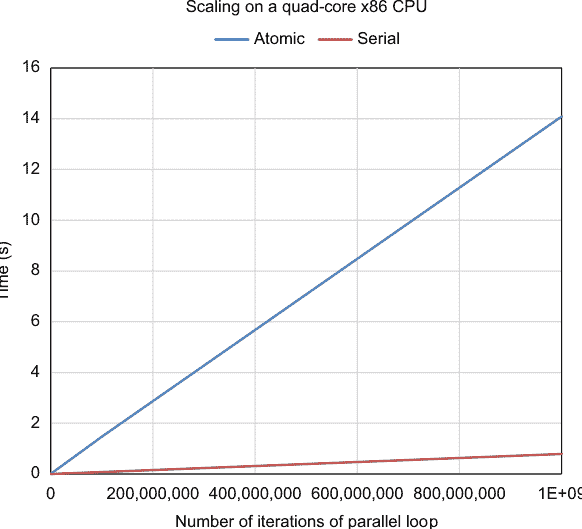 Scaling on a quad-core x86 CPU
Atomic Serial
16
14
12
10
8
6
4
2
0
Time (s)
0 200,000,000 400,000,000 600,000,000 800,000,000 1E+09
Number of iterations of parallel loop